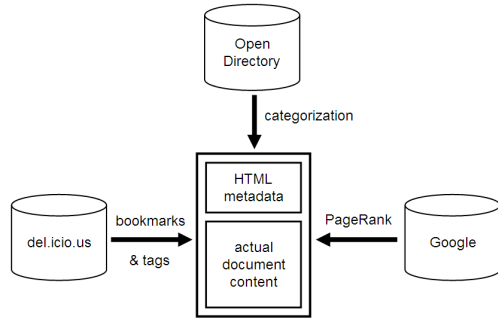 Open
Directory
categorization
HTML
metadata
bookmarks
& tags
del.icio.us
actual
document
content
PageRank
Google